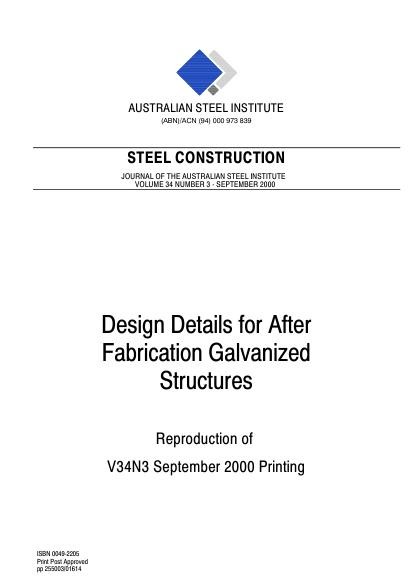 AUSTRALIAN STEEL INSTITUTE
(ABN)/ACN (94) 000 973 839
STEEL CONSTRUCTION
JOURNAL OF THE AUSTRALIAN STEEL INSTITUTE
VOLUME 34 NUMBER 3 - SEPTEMBER 2000
Design Details for After
Fabrication Galvanized
Structures
Reproduction of
V34N3 September 2000 Printing
ISBN 0049-2205
Print Post Approved
pp 255003/01614